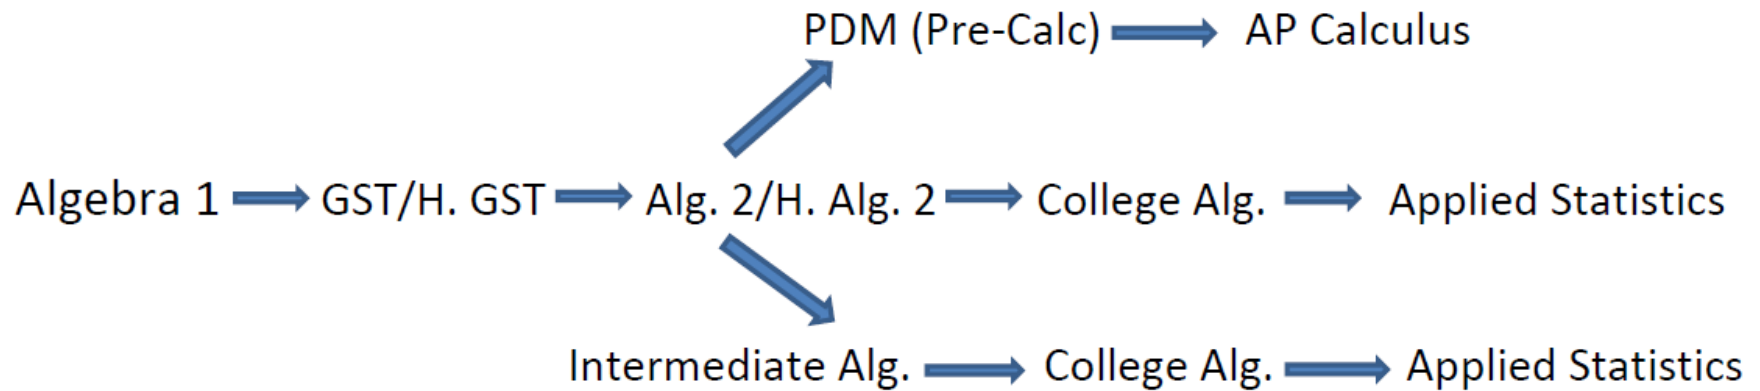 PDM (Pre-Calc) AP Calculus
Algebra 1 GST/H. GST Alg. 2/H. Alg. 2 College Alg. Applied Statistics
Intermediate Alg. College Alg. Applied Statistics